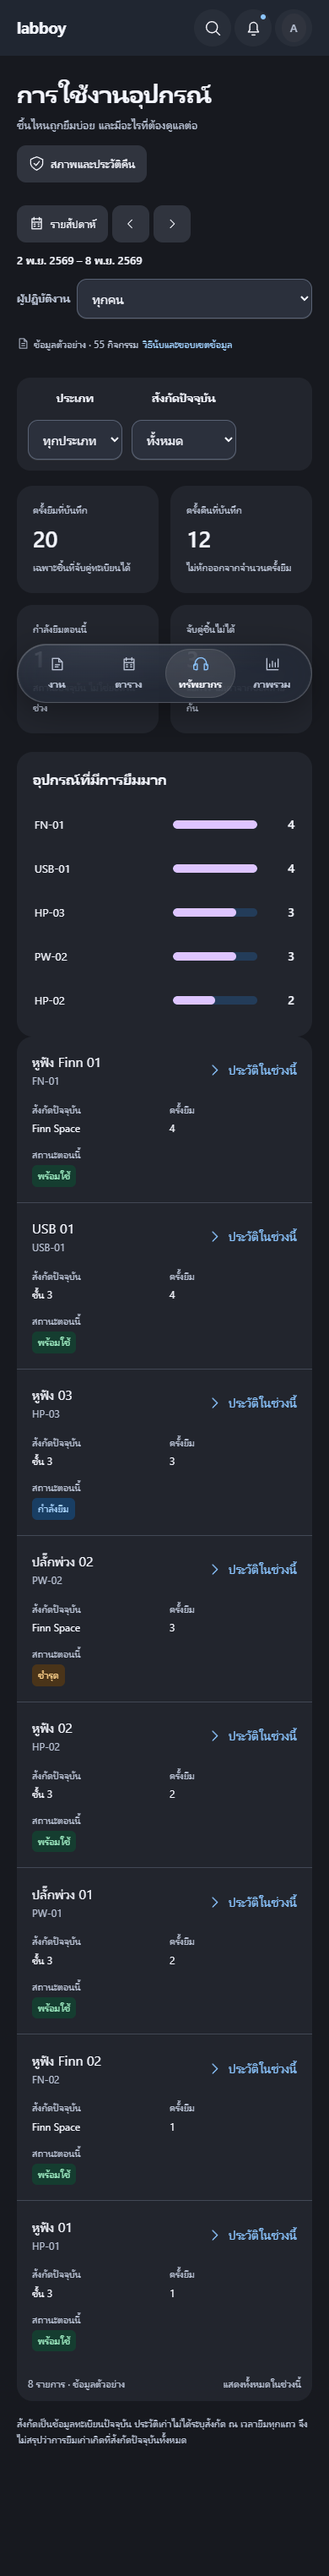 labboy
A
การใช้งานอุปกรณ์
ชิ้นไหนถูกยืมบ่อย และมีอะไรที่ต้องดูแลต่อ
สภาพและประวัติคืน
รายสัปดาห์
2 พ.ย. 2569 – 8 พ.ย. 2569
ผู้ปฏิบัติงาน ทุกคน
ข้อมูลตัวอย่าง · 55 กิจกรรม วิธีนับและขอบเขตข้อมูล
ประเภท สังกัดปัจจุบัน
ทุกประเภท ทั้งหมด
ครั้งยืมที่บันทึก
20
เฉพาะชิ้นที่จับคู่ทะเบียนได้
ครั้งคืนที่บันทึก
12
ไม่หักออกจากจำนวนครั้งยืม
กำลังยืมตอนนี้
1
ช่วง
จับคู่ชิ้นไม่ได้
กัน
งาน ตาราง ทรัพยากร ภาพรวม
อุปกรณ์ที่มีการยืมมาก
FN-01 4
USB-01 4
HP-03 3
PW-02 3
HP-02 2
หูฟัง Finn 01 ประวัติในช่วงนี้
FN-01
สังกัดปัจจุบัน ครั้งยืม
Finn Space 4
สถานะตอนนี้
พร้อมใช้
USB 01 ประวัติในช่วงนี้
USB-01
สังกัดปัจจุบัน ครั้งยืม
ชั้น 3 4
สถานะตอนนี้
พร้อมใช้
หูฟัง 03 ประวัติในช่วงนี้
HP-03
สังกัดปัจจุบัน ครั้งยืม
ชั้น 3 3
สถานะตอนนี้
กำลังยืม
ปลั๊กพ่วง 02 ประวัติในช่วงนี้
PW-02
สังกัดปัจจุบัน ครั้งยืม
Finn Space 3
สถานะตอนนี้
ชำรุด
หูฟัง 02 ประวัติในช่วงนี้
HP-02
สังกัดปัจจุบัน ครั้งยืม
ชั้น 3 2
สถานะตอนนี้
พร้อมใช้
ปลั๊กพ่วง 01 ประวัติในช่วงนี้
PW-01
สังกัดปัจจุบัน ครั้งยืม
ชั้น 3 2
สถานะตอนนี้
พร้อมใช้
หูฟัง Finn 02 ประวัติในช่วงนี้
FN-02
สังกัดปัจจุบัน ครั้งยืม
Finn Space 1
สถานะตอนนี้
พร้อมใช้
หูฟัง 01 ประวัติในช่วงนี้
HP-01
สังกัดปัจจุบัน ครั้งยืม
ชั้น 3 1
สถานะตอนนี้
พร้อมใช้
8 รายการ · ข้อมูลตัวอย่าง แสดงทั้งหมดในช่วงนี้
สังกัดเป็นข้อมูลทะเบียนปัจจุบัน ประวัติเก่าไม่ได้ระบุสังกัด ณ เวลายืมทุกแถว จึง
ไม่สรุปว่าการยืมเก่าเกิดที่สังกัดปัจจุบันทั้งหมด